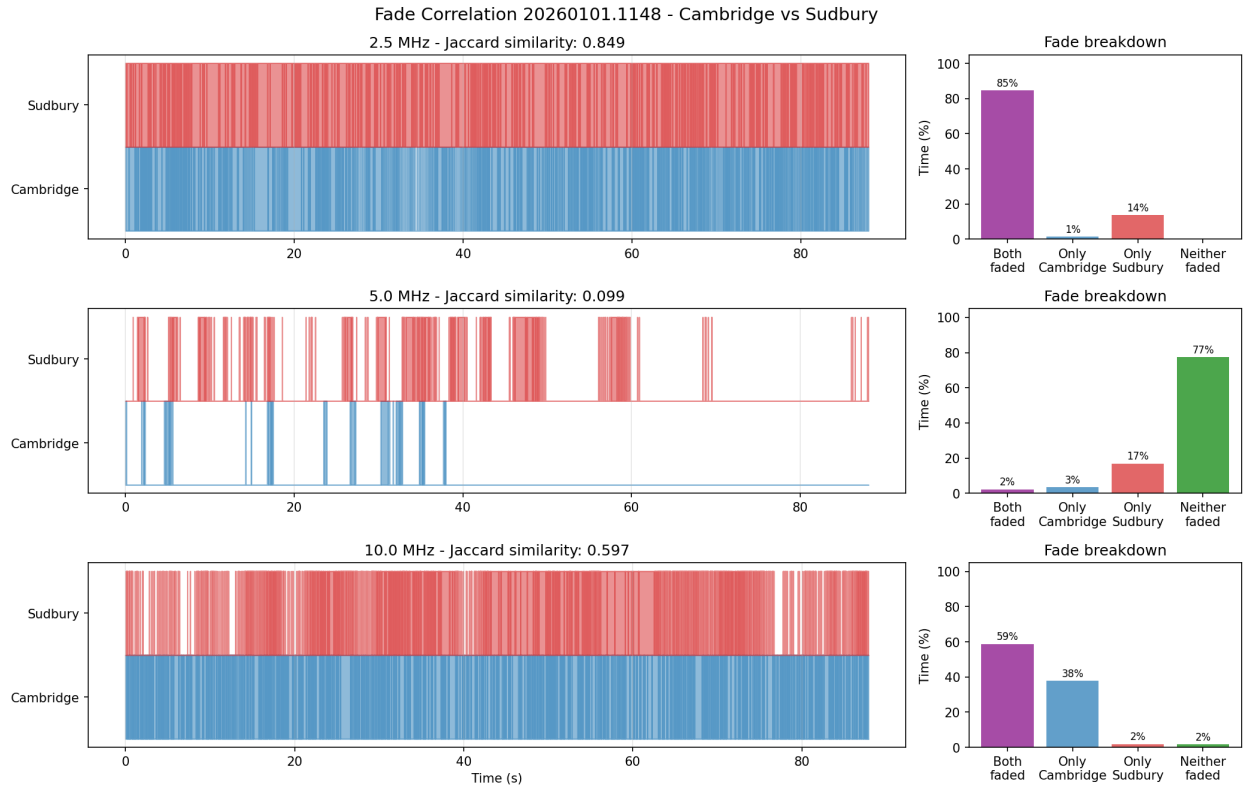 Fade Correlation 20260101.1148 - Cambridge vs Sudbury
2.5 MHz - Jaccard similarity: 0.849
Sudbury
Cambridge
0 20 40 60 80
Fade breakdown
Time (%)
100
80
60
40
20
0
85%
1%
14%
Both faded
Only Cambridge
Only Sudbury
Neither faded
5.0 MHz - Jaccard similarity: 0.099
Sudbury
Cambridge
0 20 40 60 80
Fade breakdown
Time (%)
100
80
60
40
20
0
2%
3%
17%
77%
Both faded
Only Cambridge
Only Sudbury
Neither faded
10.0 MHz - Jaccard similarity: 0.597
Sudbury
Cambridge
0 20 40 60 80
Time (s)
Fade breakdown
Time (%)
100
80
60
40
20
0
59%
38%
2%
2%
Both faded
Only Cambridge
Only Sudbury
Neither faded